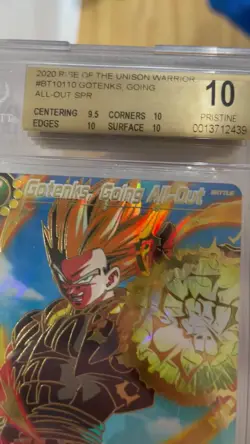 2020 RISE OF THE UNISON WARRIOR
#BT10110 GOTENKS, GOING
ALL-OUT SPR
CENTERING 9.5 CORNERS 10
EDGES 10 SURFACE 10
10
PRISTINE
0013712439
Gotenks, Going All-Out
BATTLE